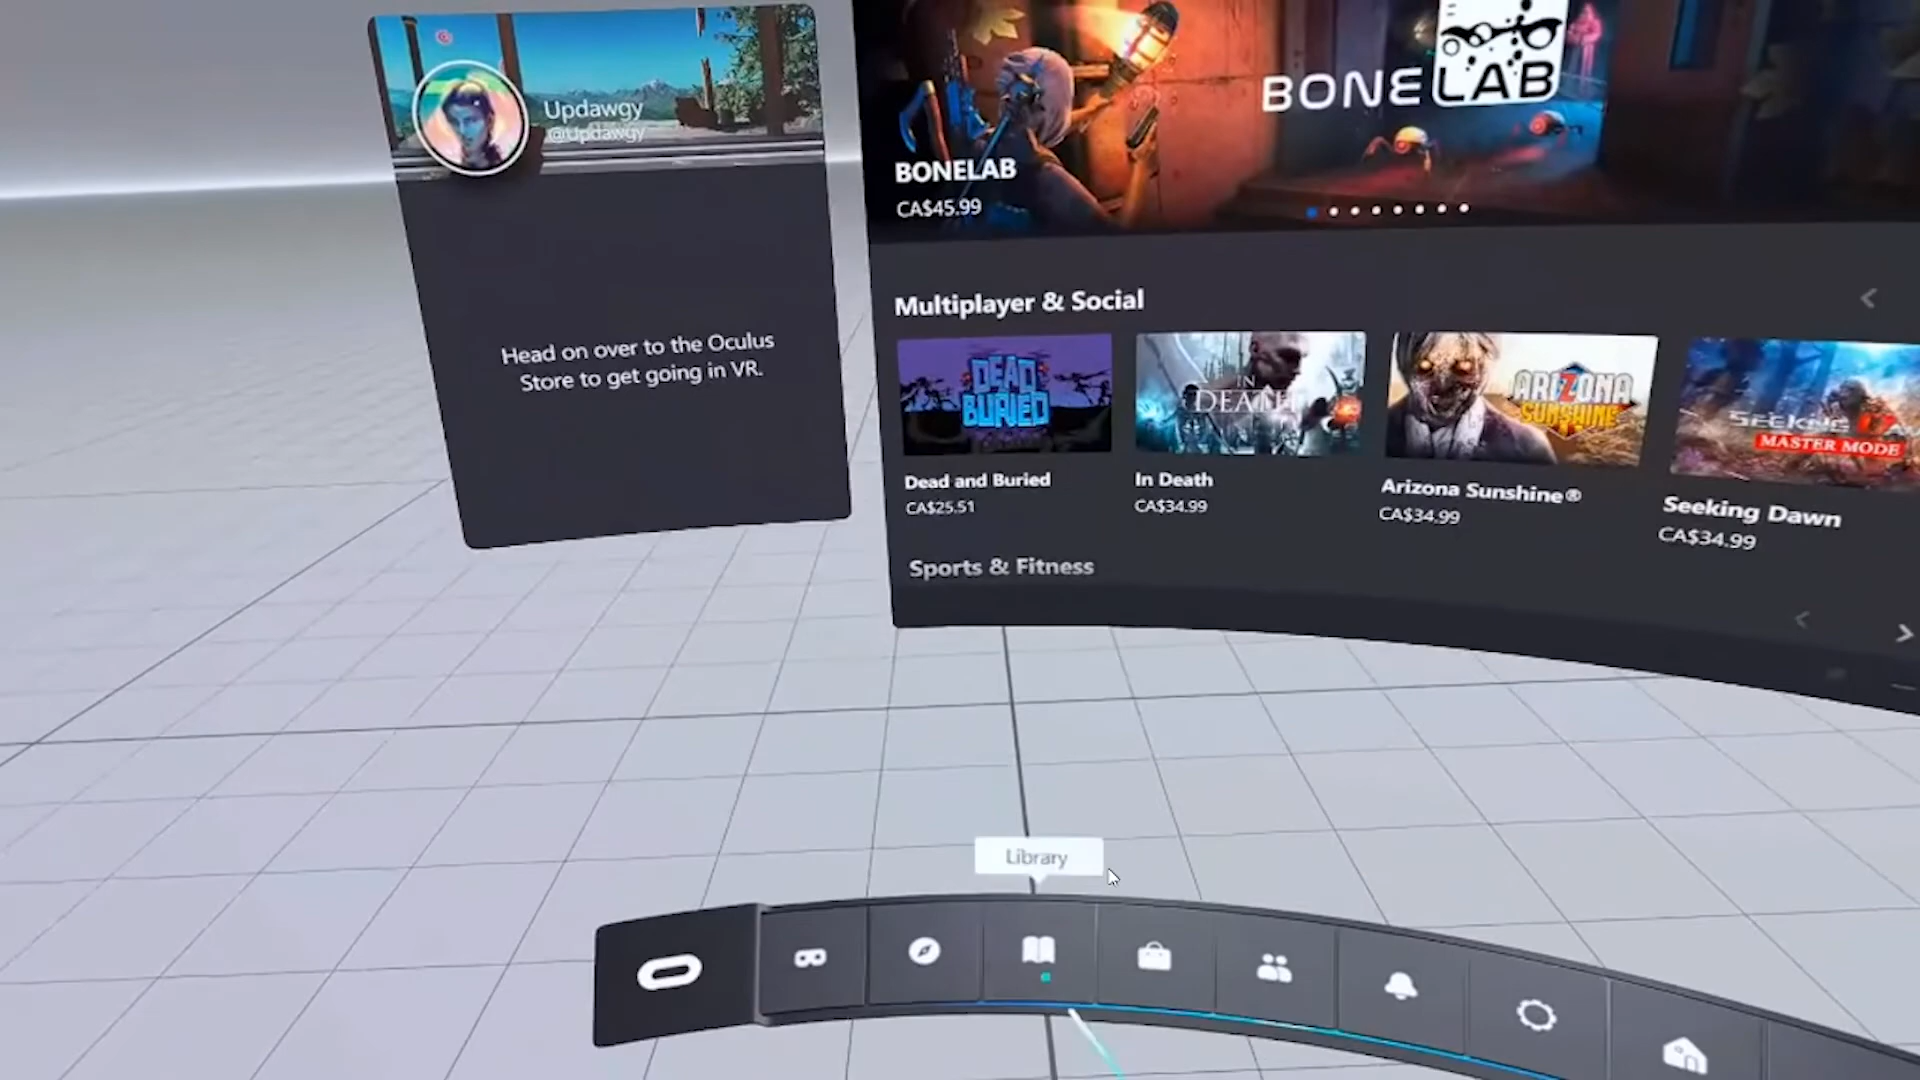 Updawgy
@Updawgy
Head on over to the Oculus
Store to get going in VR.
BONELAB
BONELAB
CA$45.99
Multiplayer & Social
DEAD
BURIED
IN
DEATH
ARIZONA
SUNSHINE
SEEKING DAWN
MASTER MODE
Dead and Buried
CA$25.51
In Death
CA$34.99
Arizona Sunshine®
CA$34.99
Seeking Dawn
CA$34.99
Sports & Fitness
Library